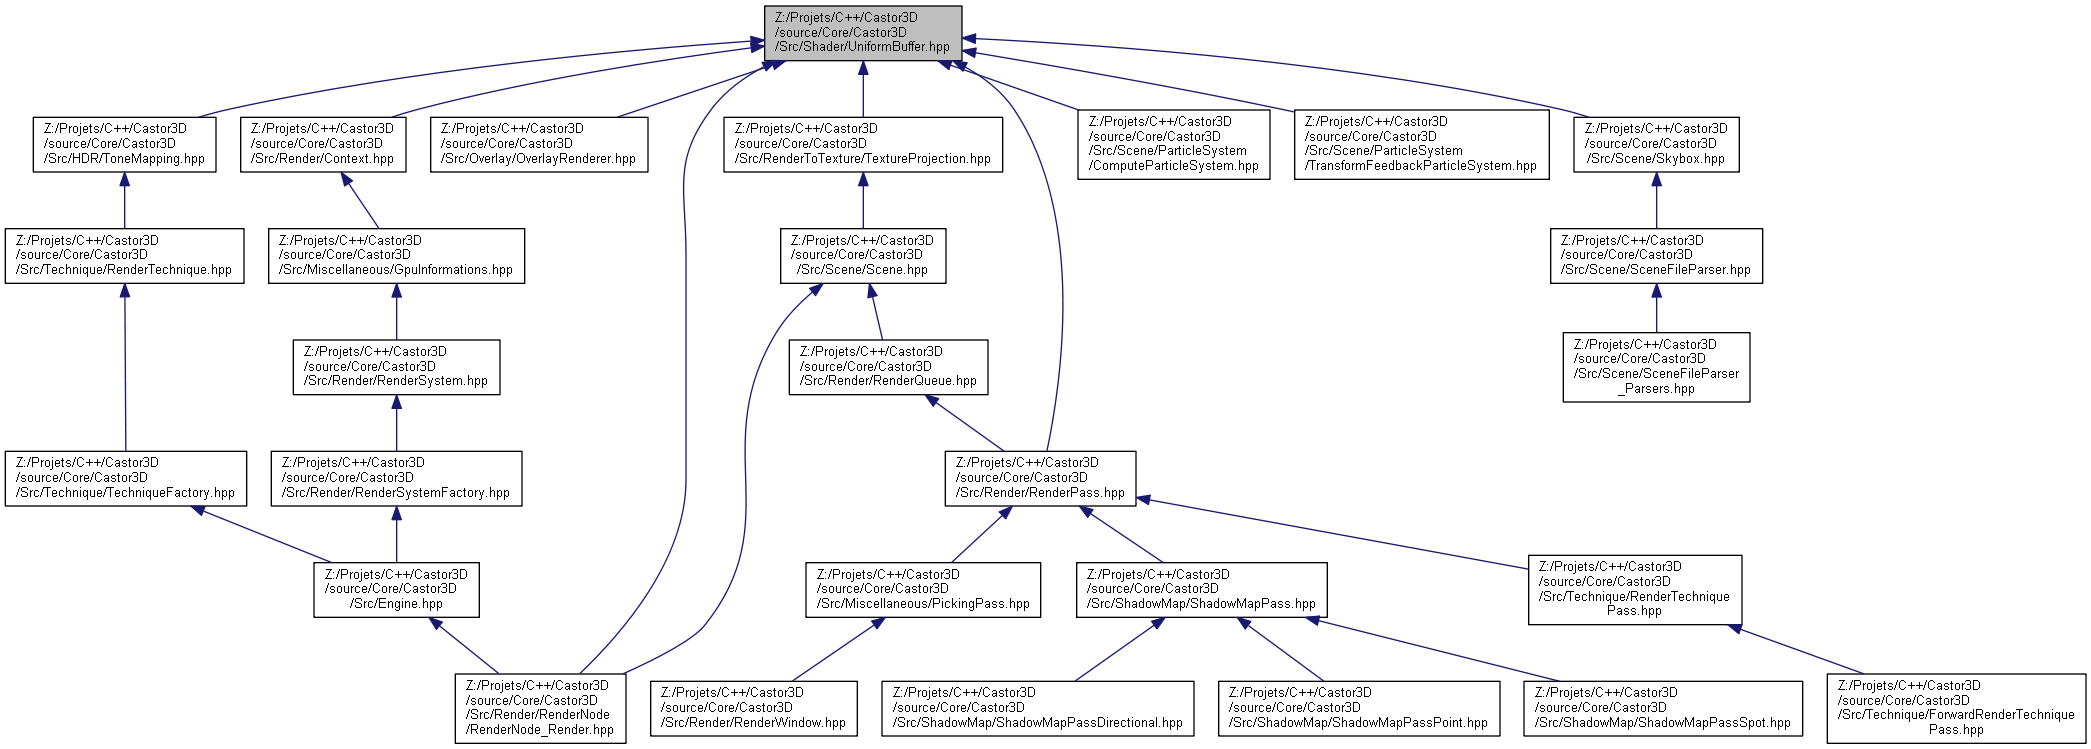 Z:/Projets/C++/Castor3D
/source/Core/Castor3D
/Src/Shader/UniformBuffer.hpp
Z:/Projets/C++/Castor3D
/source/Core/Castor3D
/Src/HDR/ToneMapping.hpp
Z:/Projets/C++/Castor3D
/source/Core/Castor3D
/Src/Render/Context.hpp
Z:/Projets/C++/Castor3D
/source/Core/Castor3D
/Src/Overlay/OverlayRenderer.hpp
Z:/Projets/C++/Castor3D
/source/Core/Castor3D
/Src/RenderToTexture/TextureProjection.hpp
Z:/Projets/C++/Castor3D
/source/Core/Castor3D
/Src/Scene/ParticleSystem
/ComputeParticleSystem.hpp
Z:/Projets/C++/Castor3D
/source/Core/Castor3D
/Src/Scene/ParticleSystem
/TransformFeedbackParticleSystem.hpp
Z:/Projets/C++/Castor3D
/source/Core/Castor3D
/Src/Scene/Skybox.hpp
Z:/Projets/C++/Castor3D
/source/Core/Castor3D
/Src/Technique/RenderTechnique.hpp
Z:/Projets/C++/Castor3D
/source/Core/Castor3D
/Src/Miscellaneous/GpuInformations.hpp
Z:/Projets/C++/Castor3D
/source/Core/Castor3D
/Src/Scene/Scene.hpp
Z:/Projets/C++/Castor3D
/source/Core/Castor3D
/Src/Scene/SceneFileParser.hpp
Z:/Projets/C++/Castor3D
/source/Core/Castor3D
/Src/Render/RenderSystem.hpp
Z:/Projets/C++/Castor3D
/source/Core/Castor3D
/Src/Render/RenderQueue.hpp
Z:/Projets/C++/Castor3D
/source/Core/Castor3D
/Src/Scene/SceneFileParser
_Parsers.hpp
Z:/Projets/C++/Castor3D
/source/Core/Castor3D
/Src/Technique/TechniqueFactory.hpp
Z:/Projets/C++/Castor3D
/source/Core/Castor3D
/Src/Render/RenderSystemFactory.hpp
Z:/Projets/C++/Castor3D
/source/Core/Castor3D
/Src/Render/RenderPass.hpp
Z:/Projets/C++/Castor3D
/source/Core/Castor3D
/Src/Engine.hpp
Z:/Projets/C++/Castor3D
/source/Core/Castor3D
/Src/Miscellaneous/PickingPass.hpp
Z:/Projets/C++/Castor3D
/source/Core/Castor3D
/Src/ShadowMap/ShadowMapPass.hpp
Z:/Projets/C++/Castor3D
/source/Core/Castor3D
/Src/Technique/RenderTechnique
Pass.hpp
Z:/Projets/C++/Castor3D
/source/Core/Castor3D
/Src/Render/RenderNode
/RenderNode_Render.hpp
Z:/Projets/C++/Castor3D
/source/Core/Castor3D
/Src/Render/RenderWindow.hpp
Z:/Projets/C++/Castor3D
/source/Core/Castor3D
/Src/ShadowMap/ShadowMapPassDirectional.hpp
Z:/Projets/C++/Castor3D
/source/Core/Castor3D
/Src/ShadowMap/ShadowMapPassPoint.hpp
Z:/Projets/C++/Castor3D
/source/Core/Castor3D
/Src/ShadowMap/ShadowMapPassSpot.hpp
Z:/Projets/C++/Castor3D
/source/Core/Castor3D
/Src/Technique/ForwardRenderTechnique
Pass.hpp